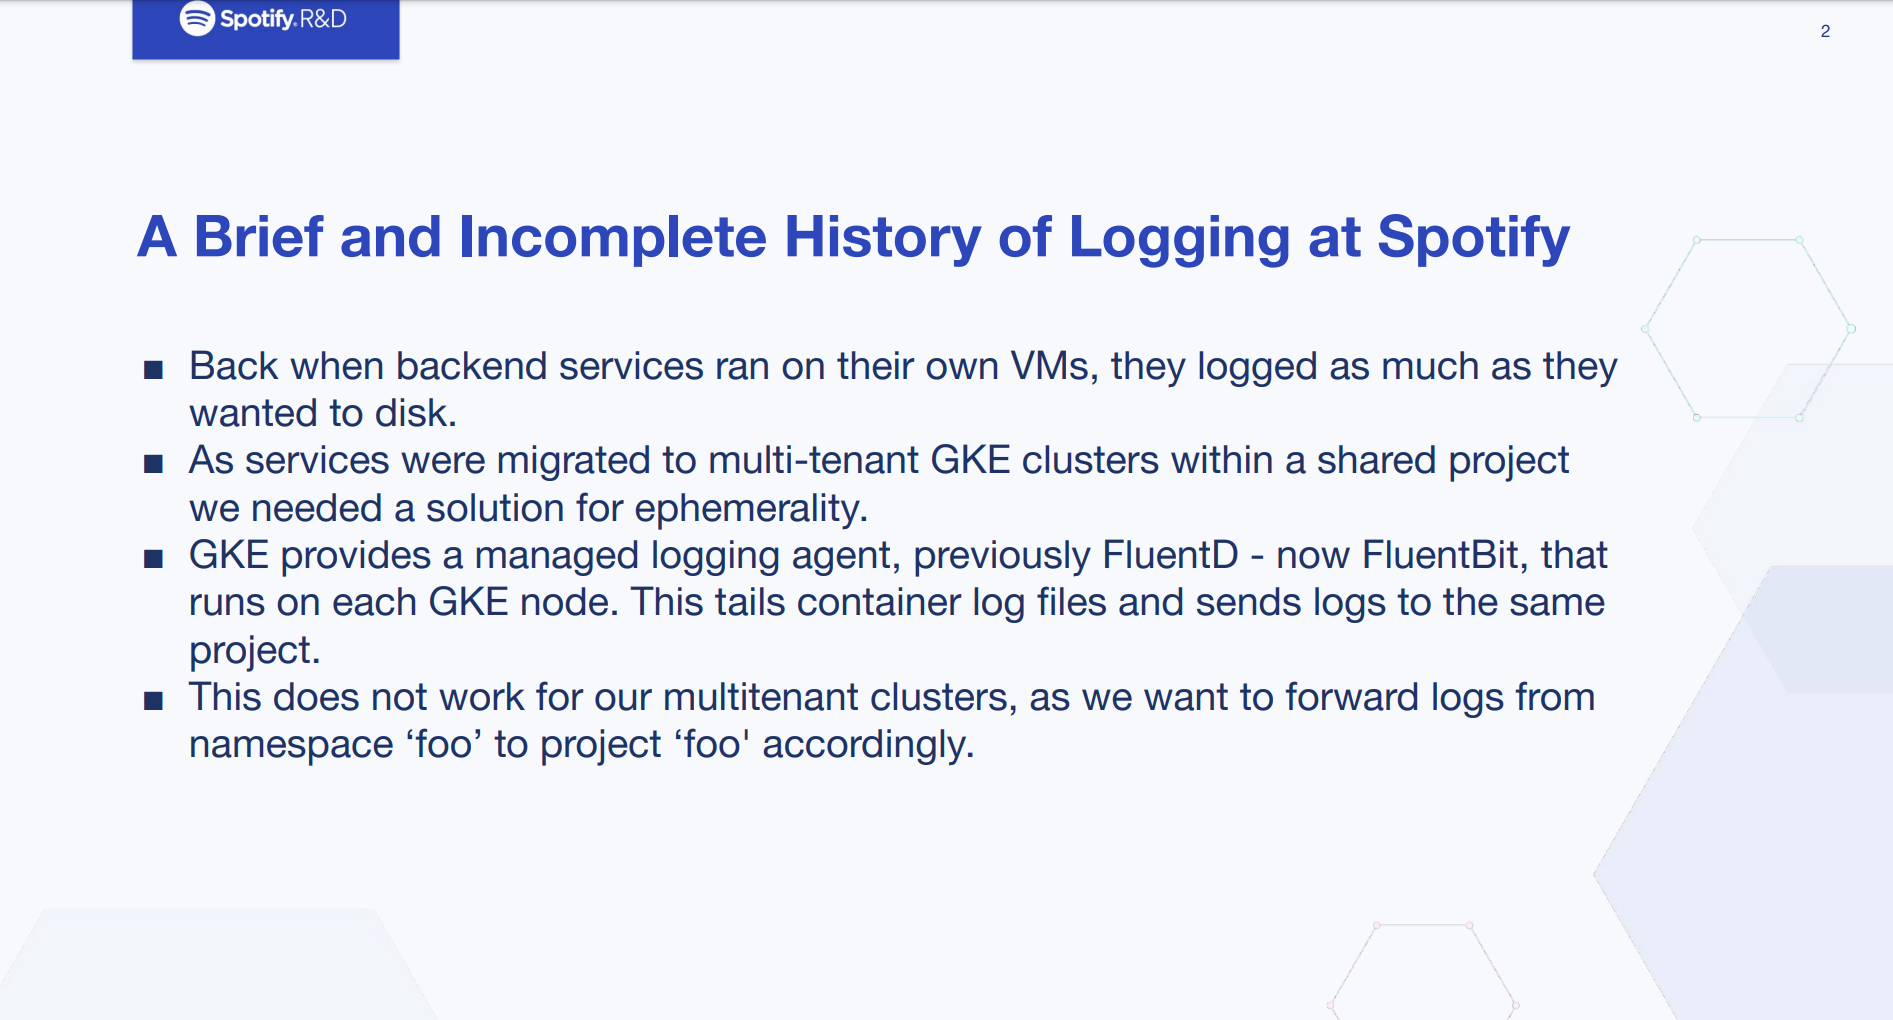 Spotify R&D
2
A Brief and Incomplete History of Logging at Spotify
■ Back when backend services ran on their own VMs, they logged as much as they
wanted to disk.
■ As services were migrated to multi-tenant GKE clusters within a shared project
we needed a solution for ephemerality.
■ GKE provides a managed logging agent, previously FluentD - now FluentBit, that
runs on each GKE node. This tails container log files and sends logs to the same
project.
■ This does not work for our multitenant clusters, as we want to forward logs from
namespace ‘foo’ to project ‘foo' accordingly.